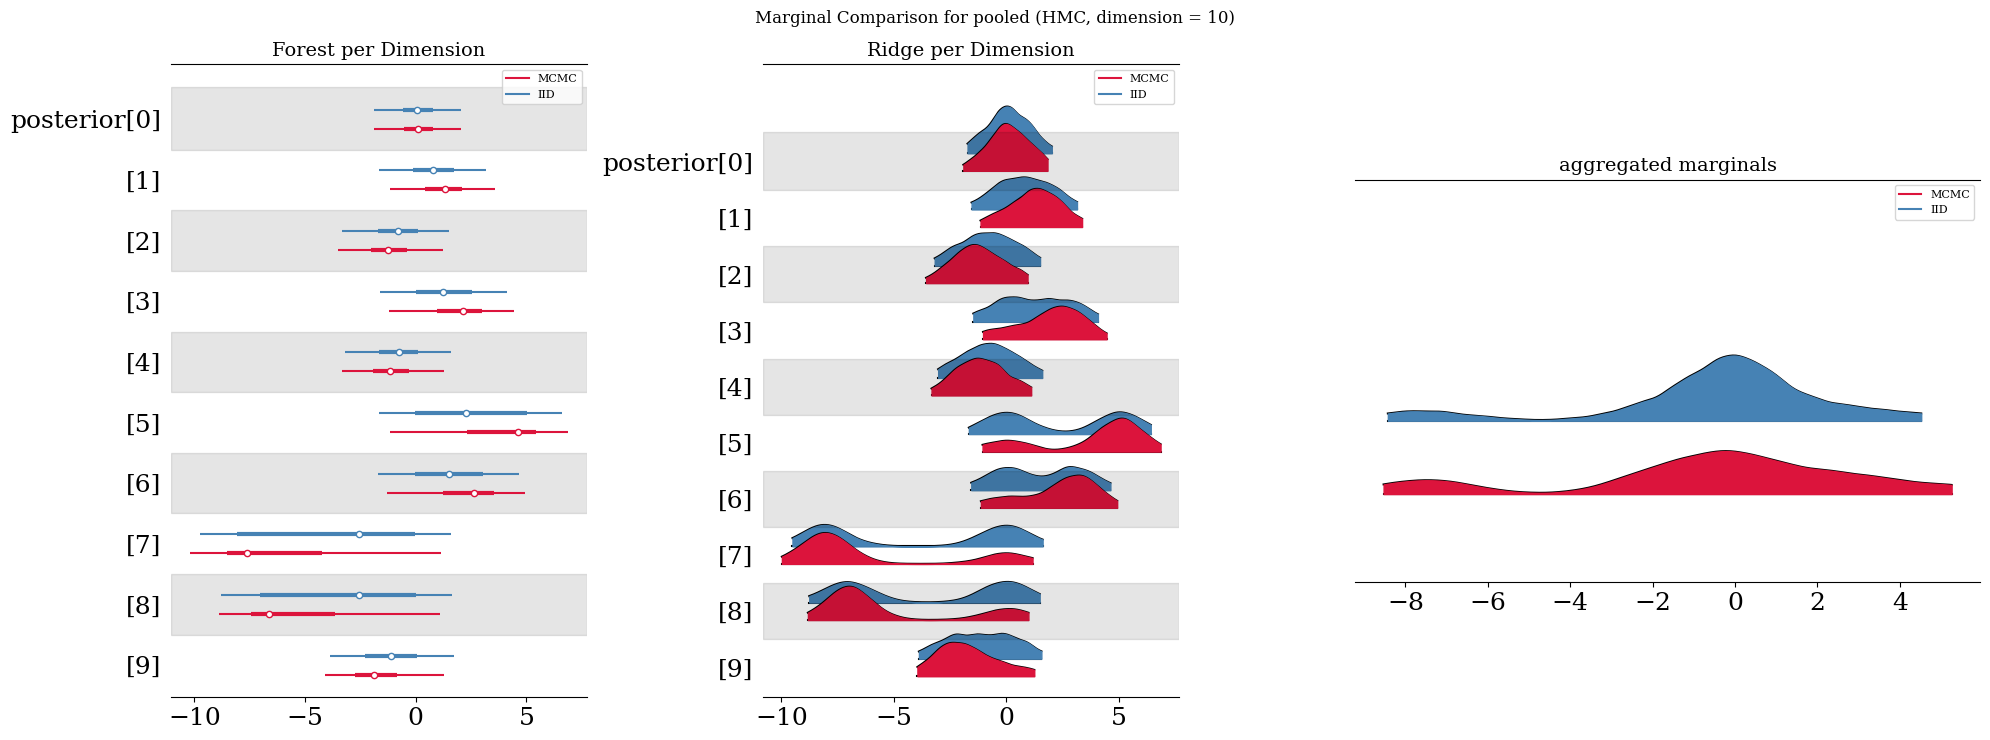 Marginal Comparison for pooled (HMC, dimension = 10)
Forest per Dimension
MCMC
IID
posterior[0]
[1]
[2]
[3]
[4]
[5]
[6]
[7]
[8]
[9]
−10 −5 0 5
Ridge per Dimension
MCMC
IID
posterior[0]
[1]
[2]
[3]
[4]
[5]
[6]
[7]
[8]
[9]
−10 −5 0 5
aggregated marginals
MCMC
IID
−8 −6 −4 −2 0 2 4